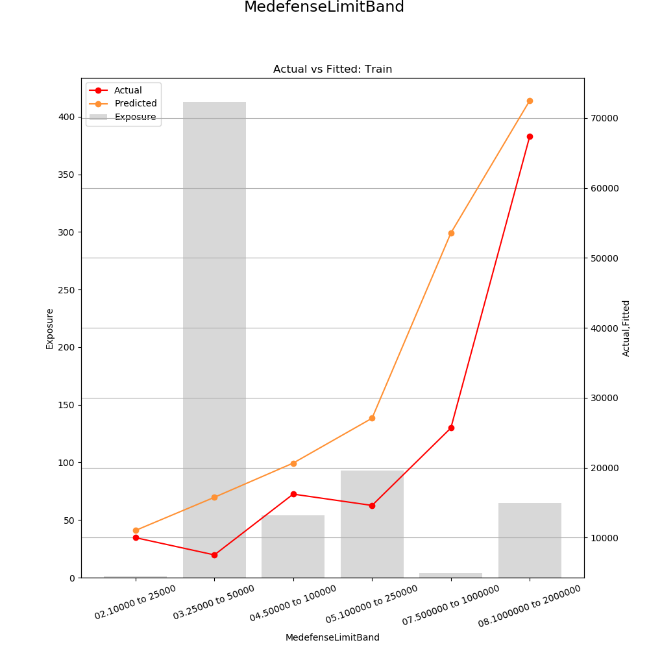 MedefenseLimitBand
Actual vs Fitted: Train
Actual
Predicted
Exposure
400
350
300
250
200
150
100
50
0
Exposure
70000
60000
50000
40000
30000
20000
10000
Actual,Fitted
02.10000 to 25000
03.25000 to 50000
04.50000 to 100000
05.100000 to 250000
07.500000 to 1000000
08.1000000 to 2000000
MedefenseLimitBand